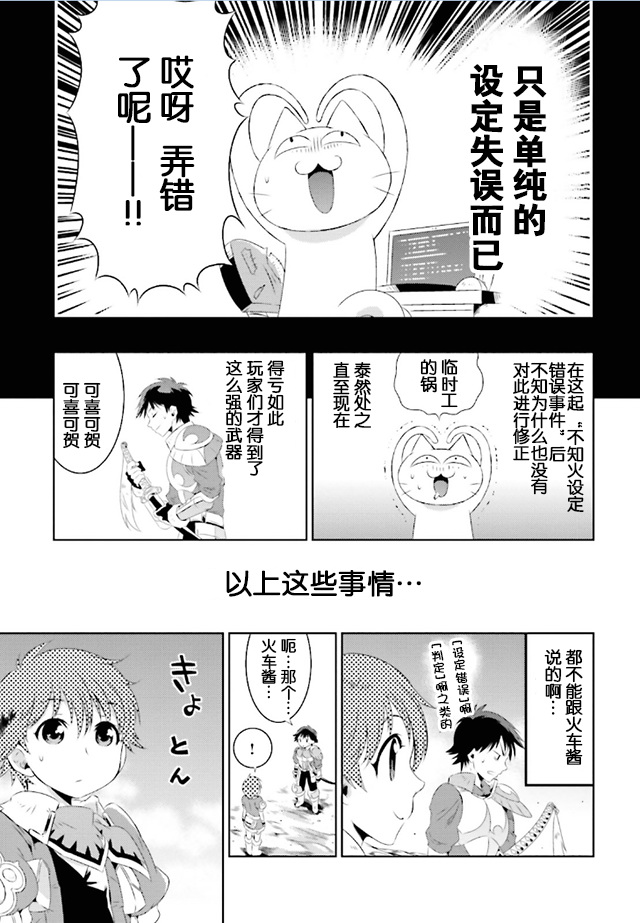 只是单纯的
设定失误而已
哎呀 弄错
了呢——!!
在这起“不知火设定
错误事件”后
不知为什么也没有
对此进行修正
临时工
的锅
泰然处之
直至现在
得亏如此
玩家们才得到了
这么强的武器
可喜可贺
可喜可贺
以上这些事情…
都不能跟火车酱
说的啊…
[设定错误]啊
[判定]啊之类的
呃…那个…
火车酱…
!
きょとん